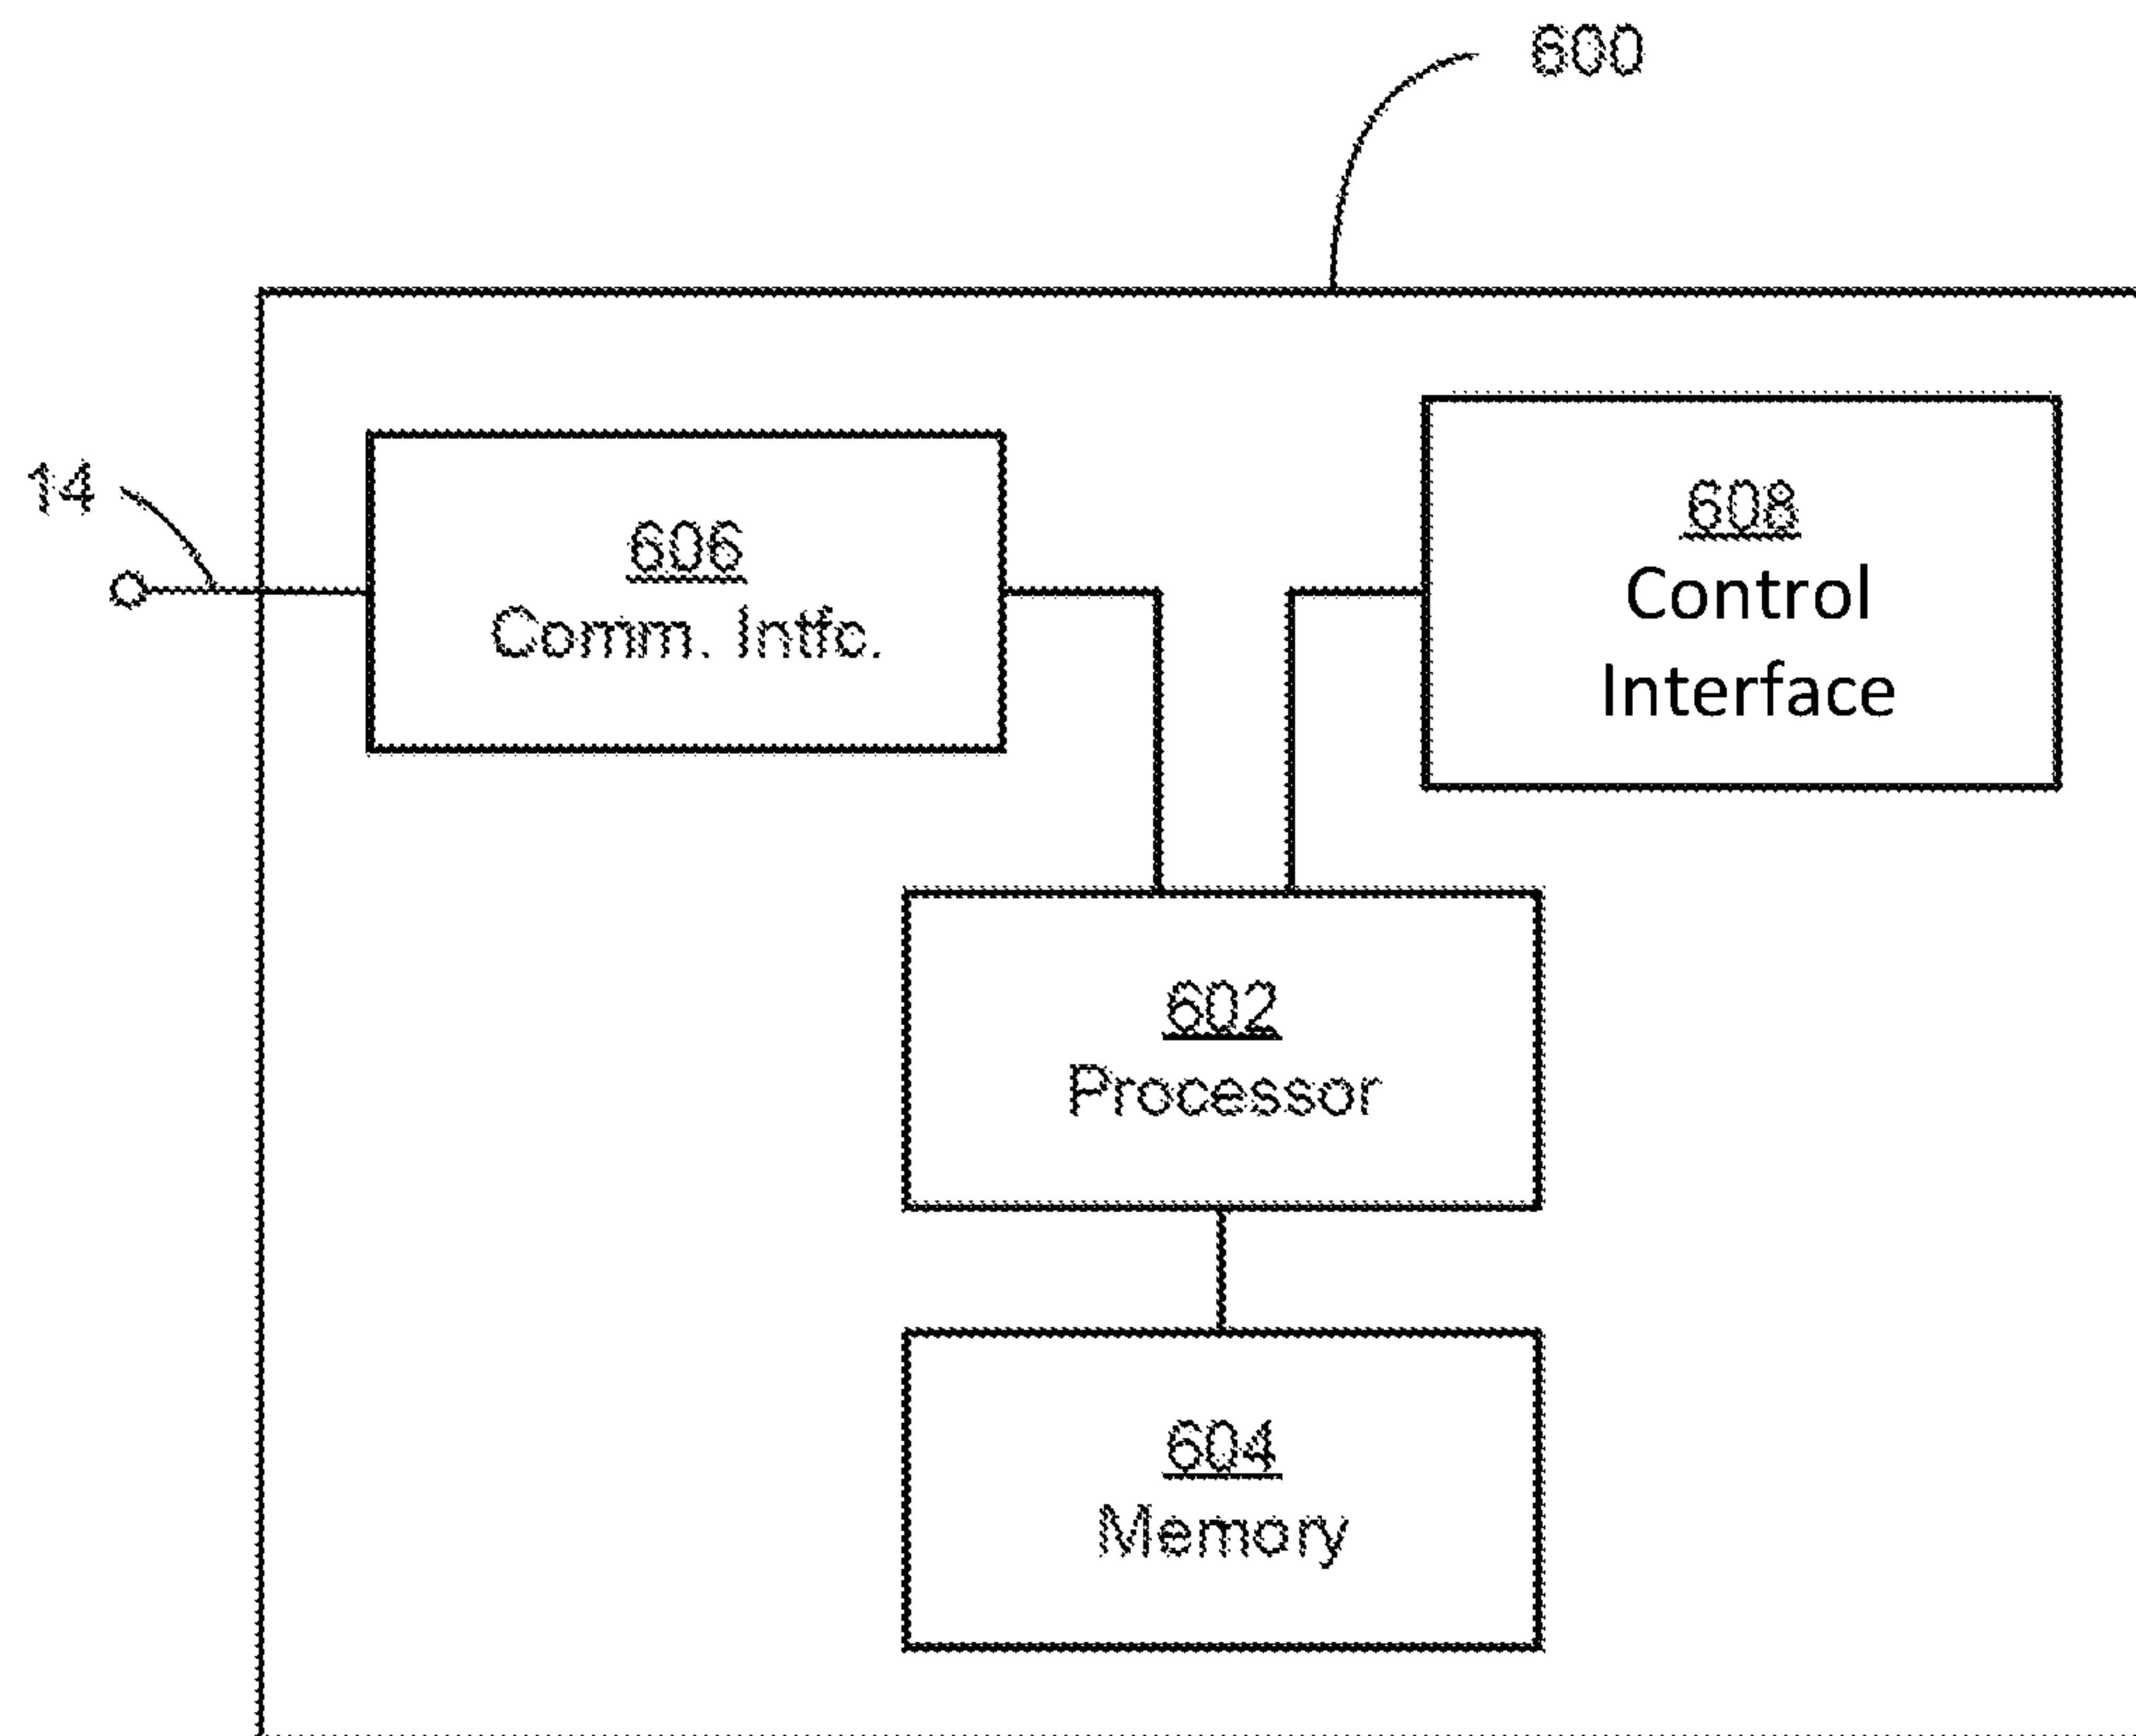 600
14
606
Comm. Intfc.
608
Control
Interface
602
Processor
604
Memory